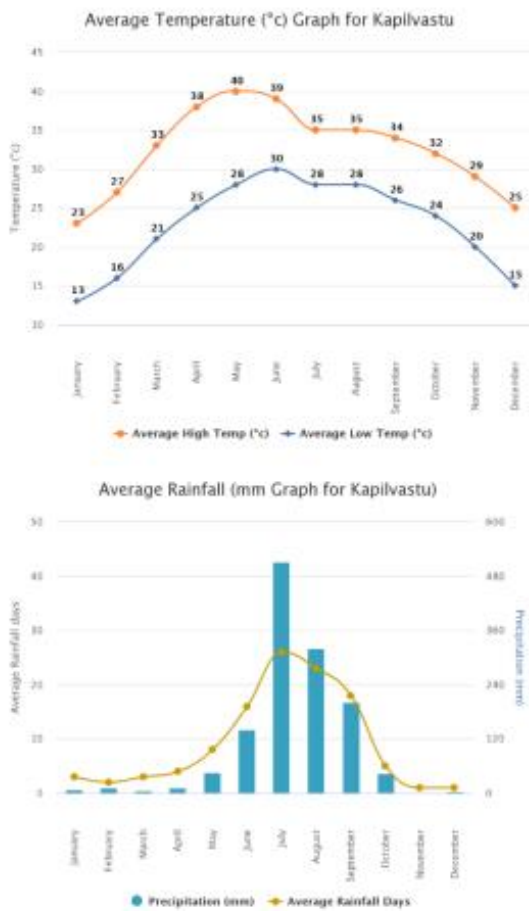 Average Temperature (°c) Graph for Kapilvastu
45
40
35
30
25
20
15
10
Temperature (°c)
23
27
33
38
40
39
35
35
34
32
29
25
13
16
21
25
28
30
28
28
26
24
20
15
January
February
March
April
May
June
July
August
September
October
November
December
Average High Temp (°c) Average Low Temp (°c)
Average Rainfall (mm Graph for Kapilvastu)
50
40
30
20
10
0
Average Rainfall days
600
480
360
240
120
0
Precipitation (mm)
January
February
March
April
May
June
July
August
September
October
November
December
Precipitation (mm) Average Rainfall Days